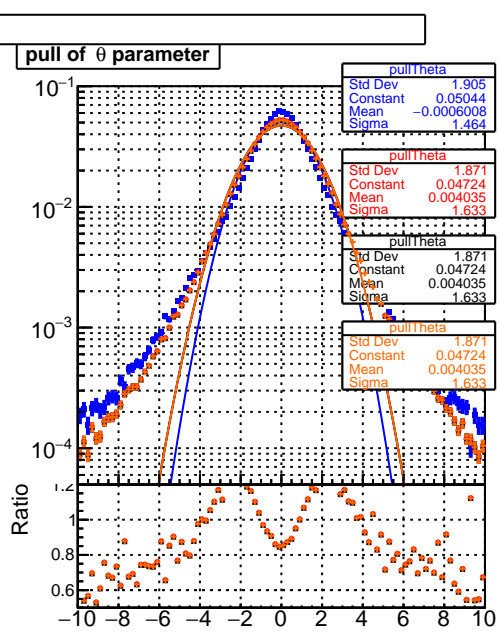 pull of θ parameter
pullTheta
Std Dev 1.905
Constant 0.05044
Mean −0.0006008
Sigma 1.464
pullTheta
Std Dev 1.871
Constant 0.04724
Mean 0.004035
Sigma 1.633
pullTheta
Std Dev 1.871
Constant 0.04724
Mean 0.004035
Sigma 1.633
pullTheta
Std Dev 1.871
Constant 0.04724
Mean 0.004035
Sigma 1.633
10⁻¹
10⁻²
10⁻³
10⁻⁴
Ratio
1.2
1
0.8
0.6
−10 −8 −6 −4 −2 0 2 4 6 8 10